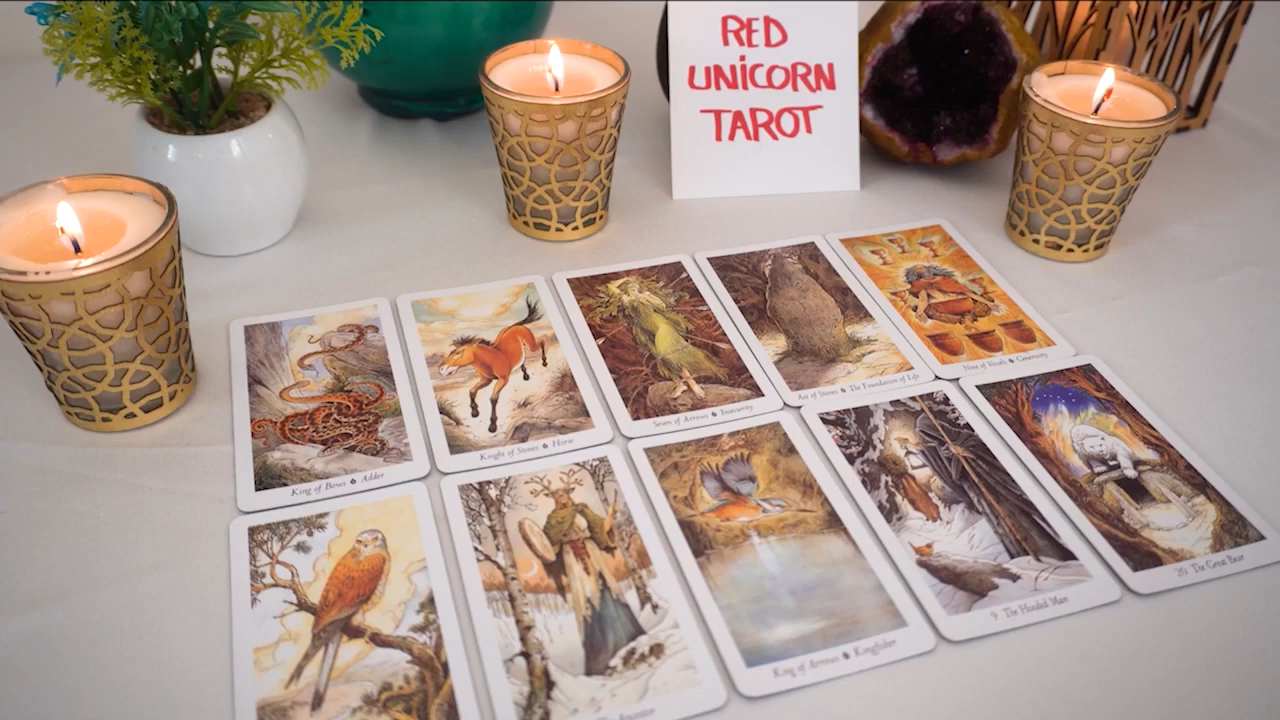 RED
UNiCORN
TAROT
King of Bows Adder
Knight of Stones Horse
Seven of Arrows Insecurity
Ace of Stones The Foundation of Life
Nine of Vessels Generosity
Ancestor
King of Arrows Kingfisher
9 The Hooded Man
20 The Great Bear